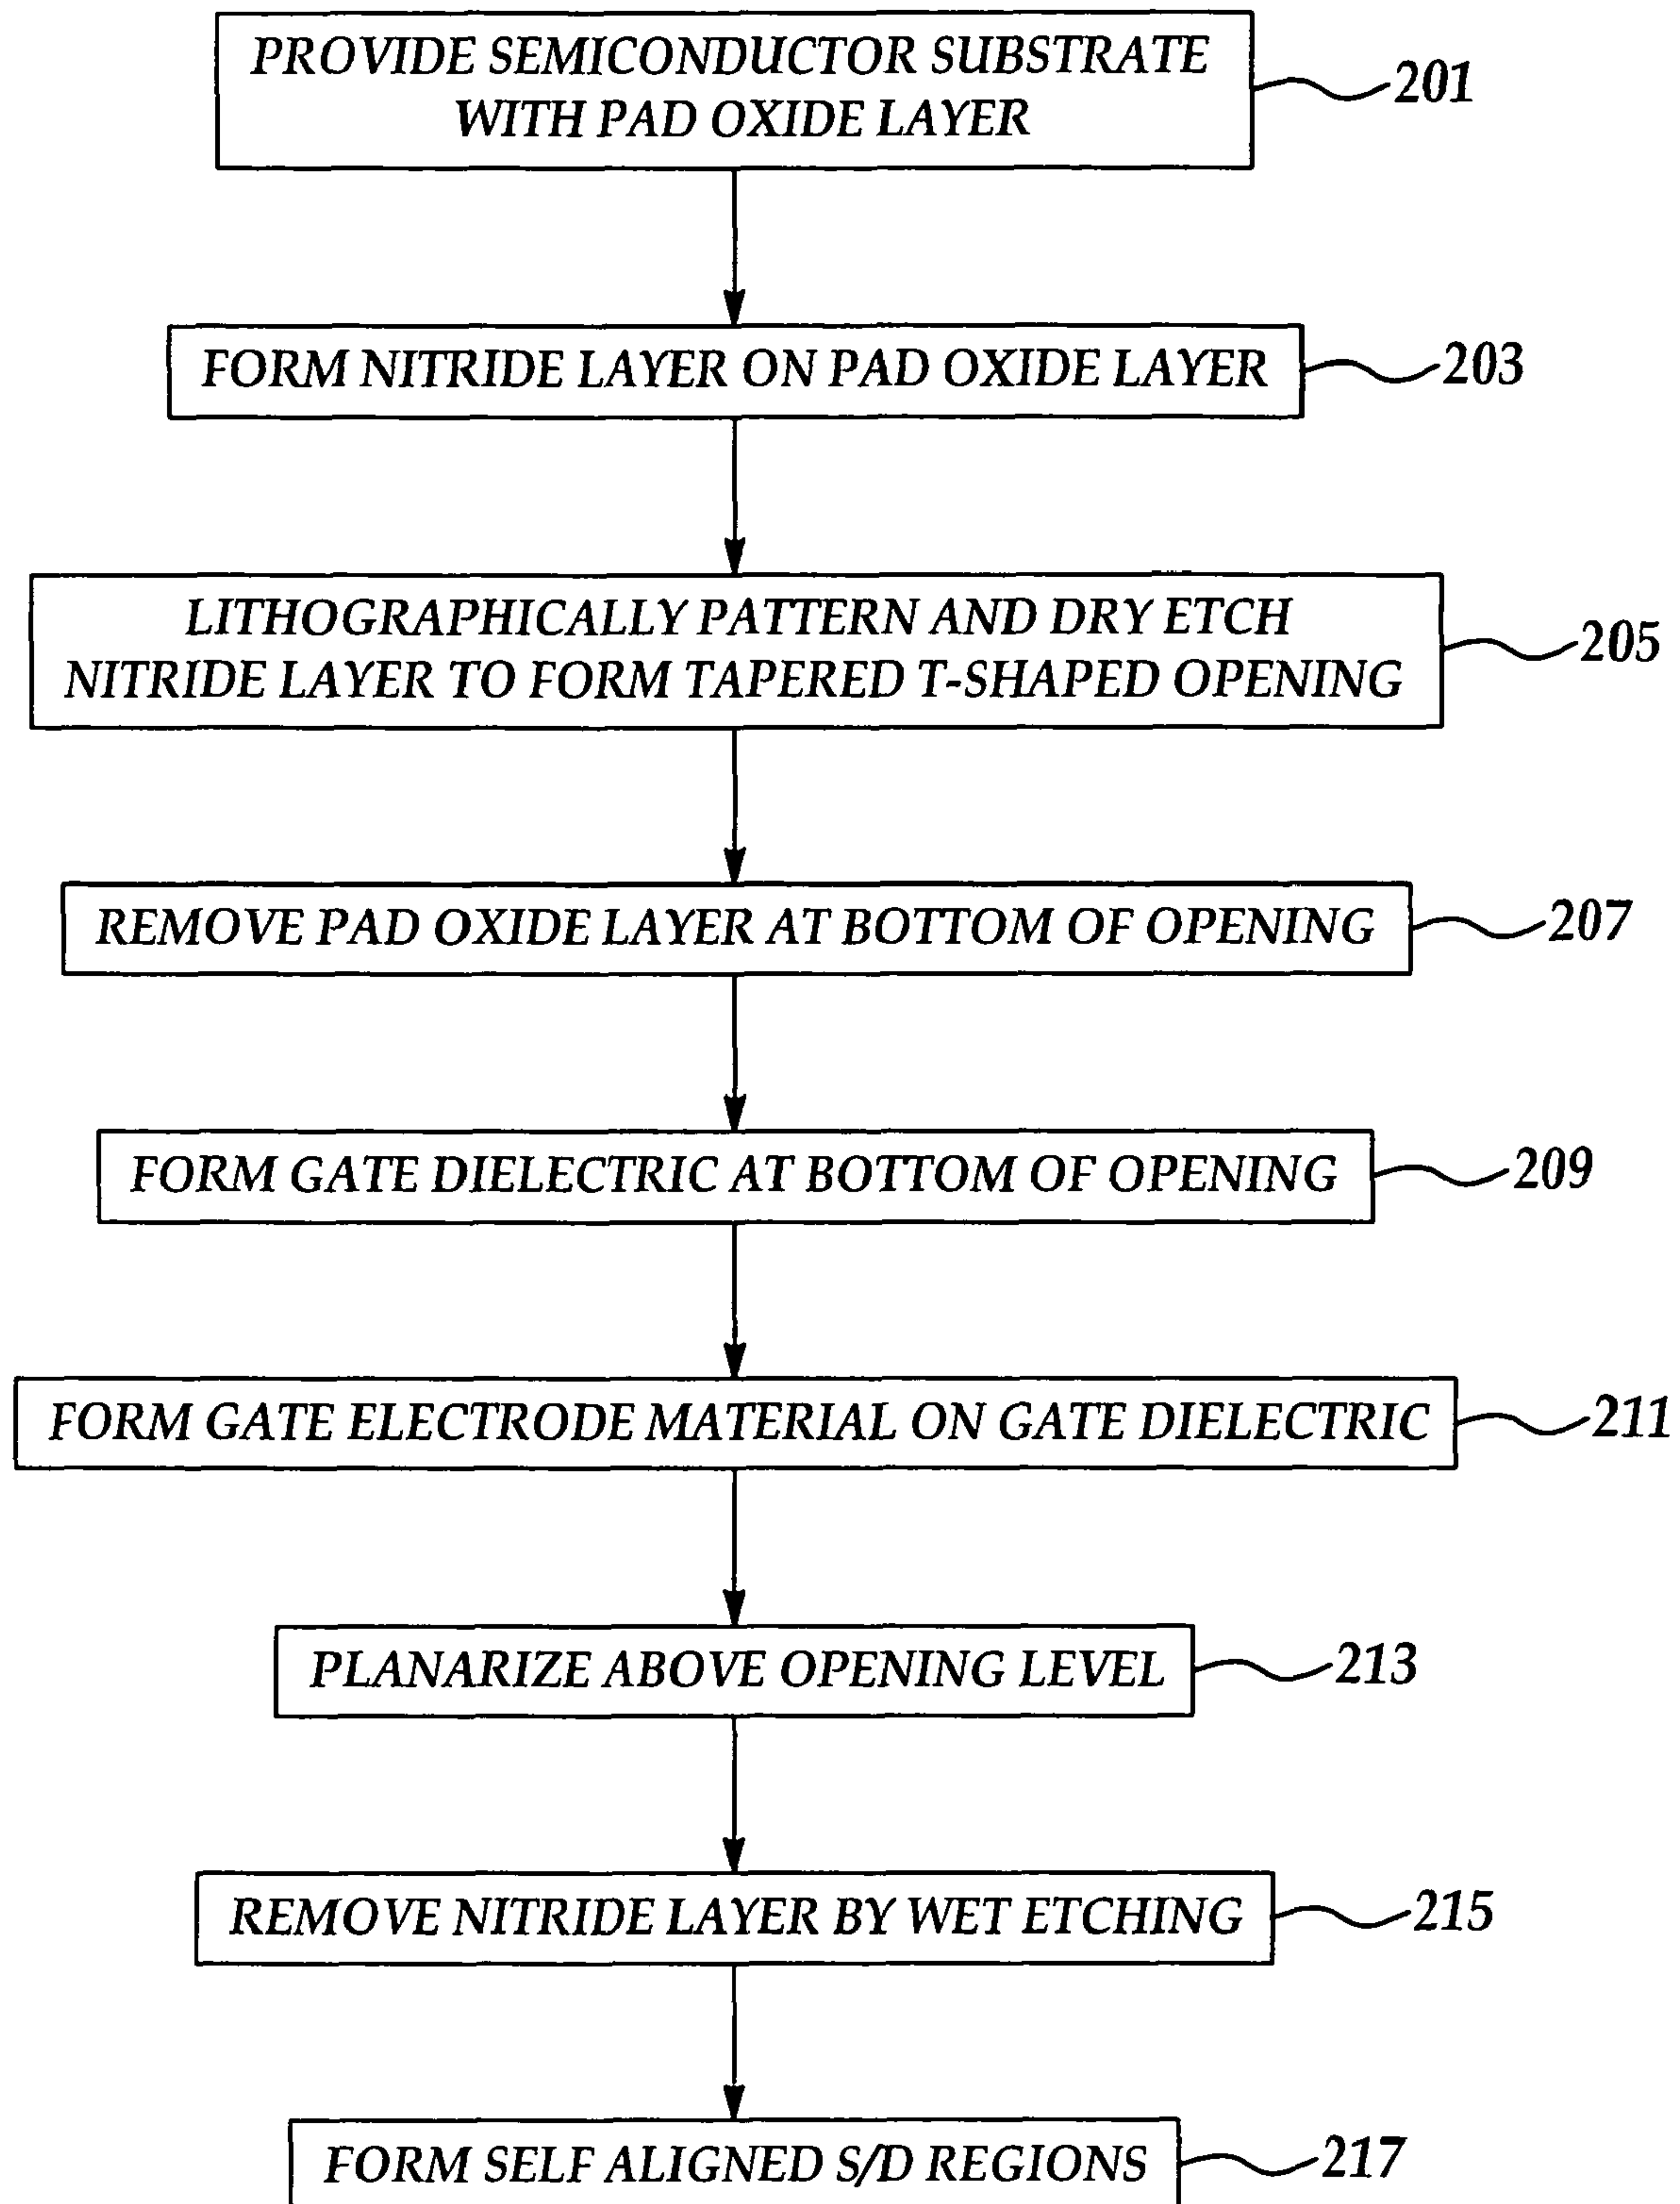 PROVIDE SEMICONDUCTOR SUBSTRATE
WITH PAD OXIDE LAYER
201
FORM NITRIDE LAYER ON PAD OXIDE LAYER
203
LITHOGRAPHICALLY PATTERN AND DRY ETCH
NITRIDE LAYER TO FORM TAPERED T-SHAPED OPENING
205
REMOVE PAD OXIDE LAYER AT BOTTOM OF OPENING
207
FORM GATE DIELECTRIC AT BOTTOM OF OPENING
209
FORM GATE ELECTRODE MATERIAL ON GATE DIELECTRIC
211
PLANARIZE ABOVE OPENING LEVEL
213
REMOVE NITRIDE LAYER BY WET ETCHING
215
FORM SELF ALIGNED S/D REGIONS
217